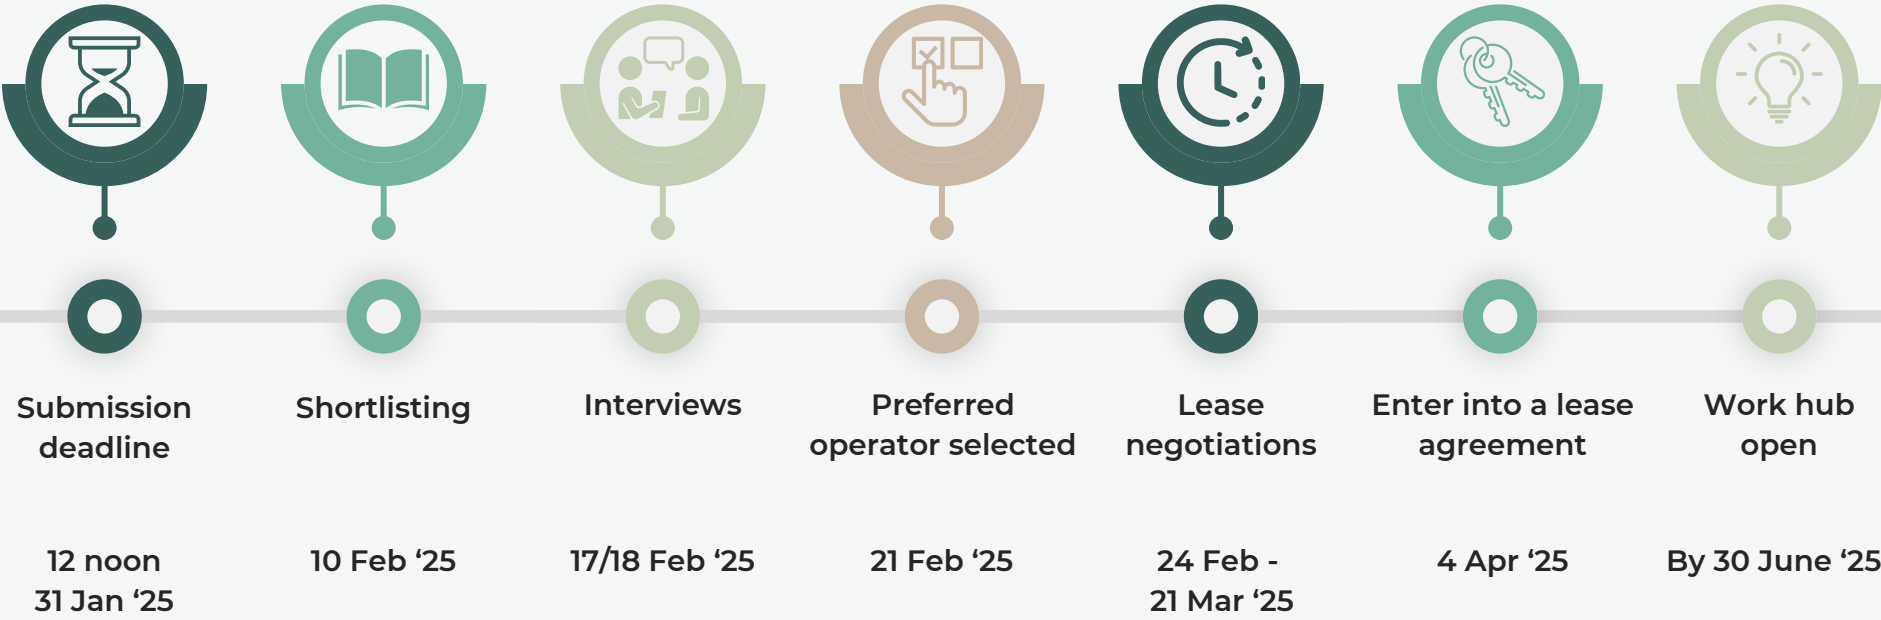 Submission
deadline
12 noon
31 Jan ‘25
Shortlisting
10 Feb ‘25
Interviews
17/18 Feb ‘25
Preferred
operator selected
21 Feb ‘25
Lease
negotiations
24 Feb -
21 Mar ‘25
Enter into a lease
agreement
4 Apr ‘25
Work hub
open
By 30 June ‘25